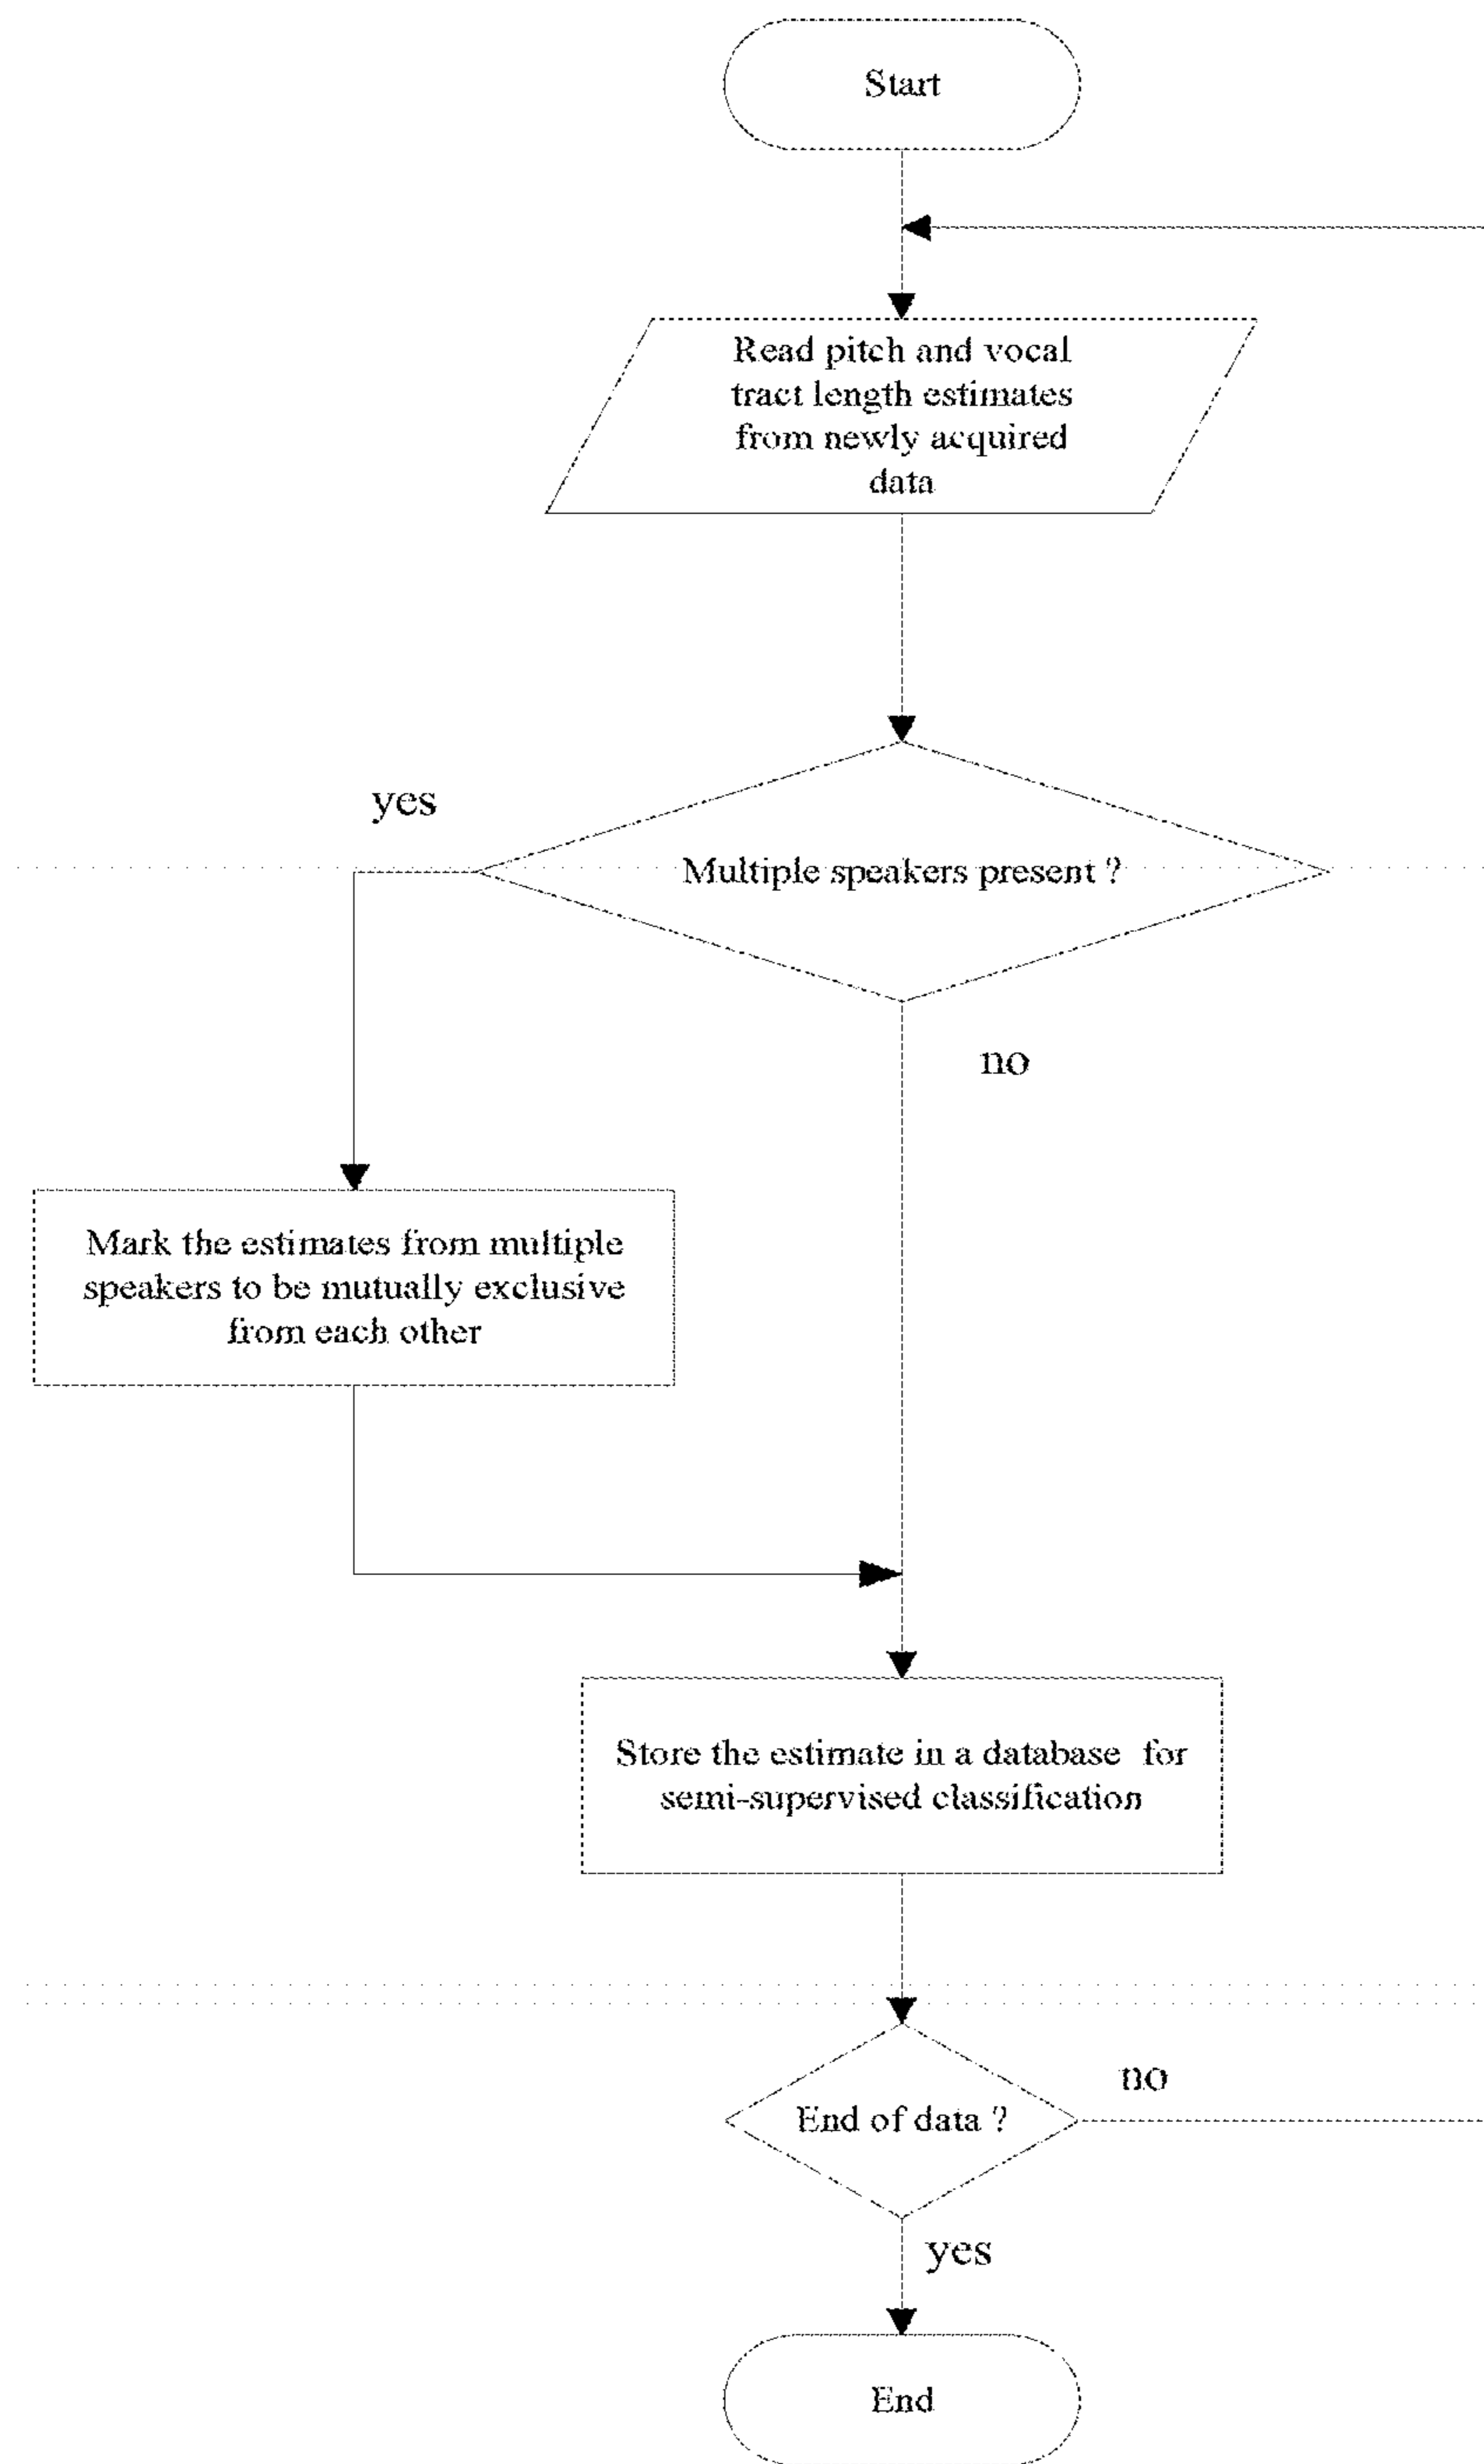 Start
Read pitch and vocal
tract length estimates
from newly acquired
data
yes
Multiple speakers present ?
no
Mark the estimates from multiple
speakers to be mutually exclusive
from each other
Store the estimate in a database for
semi-supervised classification
no
End of data ?
yes
End